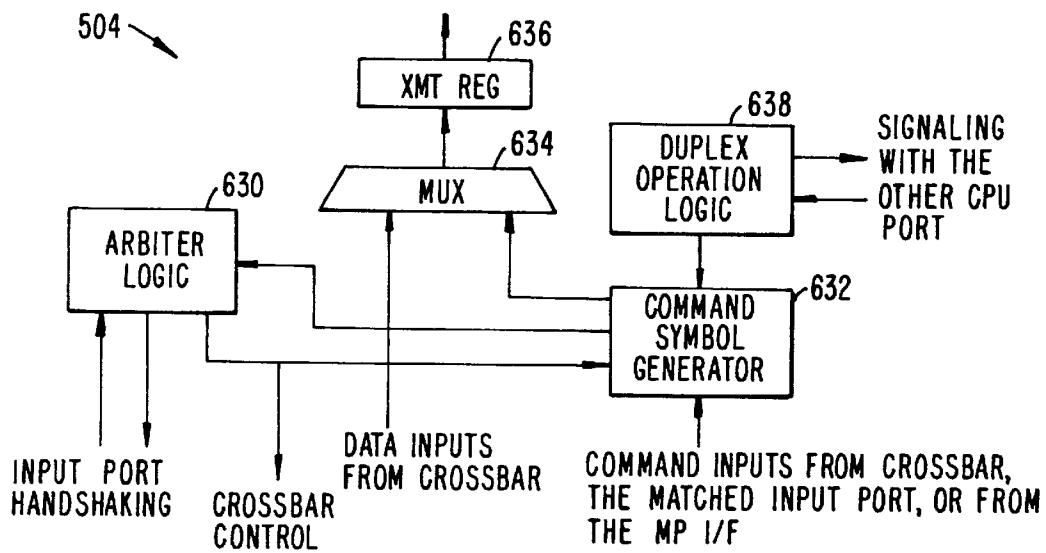 504
636
XMT REG
638
634
DUPLEX
OPERATION
LOGIC
SIGNALING
WITH THE
OTHER CPU
PORT
630
MUX
ARBITER
LOGIC
632
COMMAND
SYMBOL
GENERATOR
INPUT PORT
HANDSHAKING
CROSSBAR
CONTROL
DATA INPUTS
FROM CROSSBAR
COMMAND INPUTS FROM CROSSBAR,
THE MATCHED INPUT PORT, OR FROM
THE MP I/F